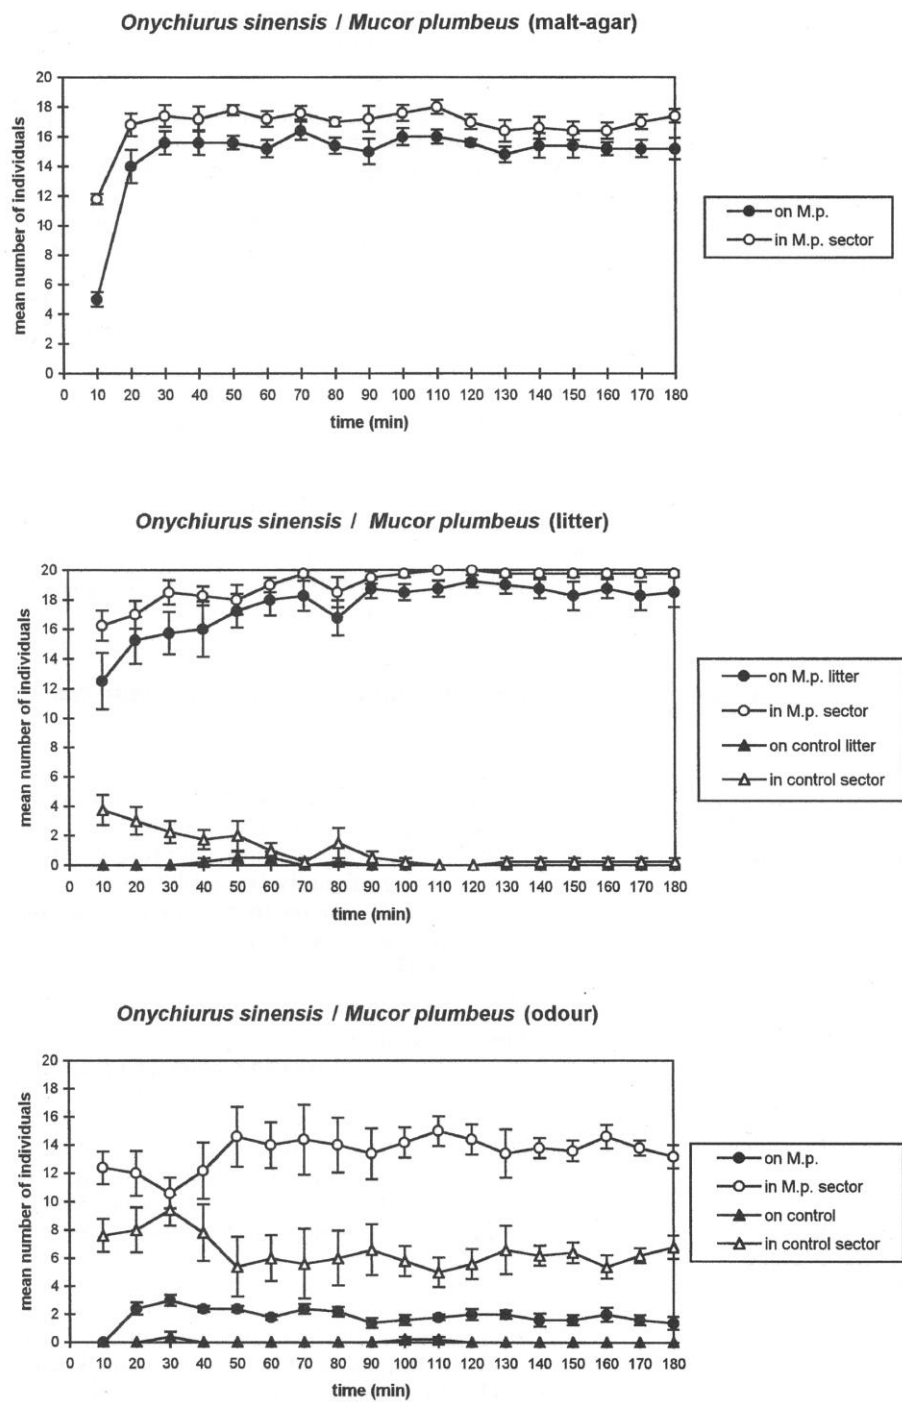 Onychiurus sinensis / Mucor plumbeus (malt-agar)
mean number of individuals
20
18
16
14
12
10
8
6
4
2
0
0 10 20 30 40 50 60 70 80 90 100 110 120 130 140 150 160 170 180
time (min)
on M.p.
in M.p. sector
Onychiurus sinensis / Mucor plumbeus (litter)
mean number of individuals
20
18
16
14
12
10
8
6
4
2
0
0 10 20 30 40 50 60 70 80 90 100 110 120 130 140 150 160 170 180
time (min)
on M.p. litter
in M.p. sector
on control litter
in control sector
Onychiurus sinensis / Mucor plumbeus (odour)
mean number of individuals
20
18
16
14
12
10
8
6
4
2
0
0 10 20 30 40 50 60 70 80 90 100 110 120 130 140 150 160 170 180
time (min)
on M.p.
in M.p. sector
on control
in control sector